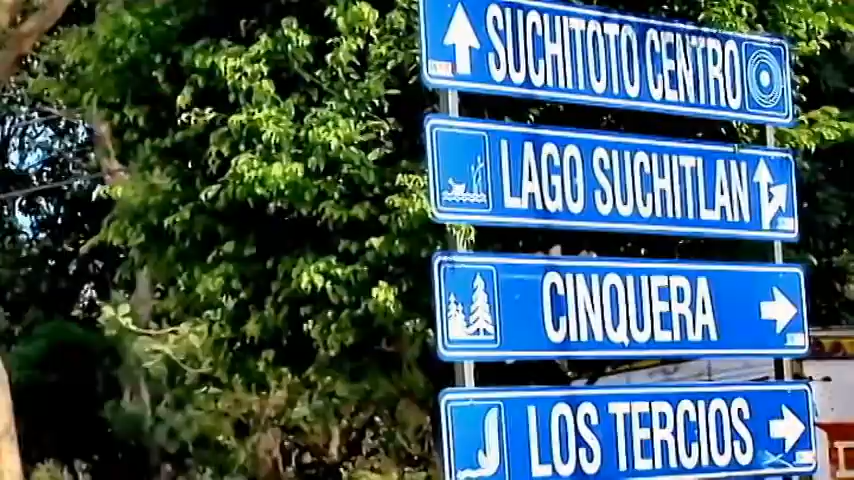 SUCHITOTO CENTRO
LAGO SUCHITLAN
CINQUERA
LOS TERCIOS